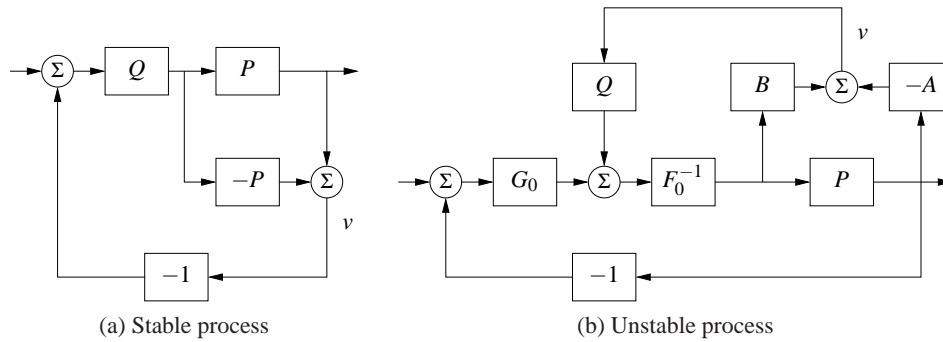 v
Σ Q P
Q B Σ −A
−P Σ
Σ G₀ Σ F₀⁻¹ P
v
−1 −1
(a) Stable process (b) Unstable process